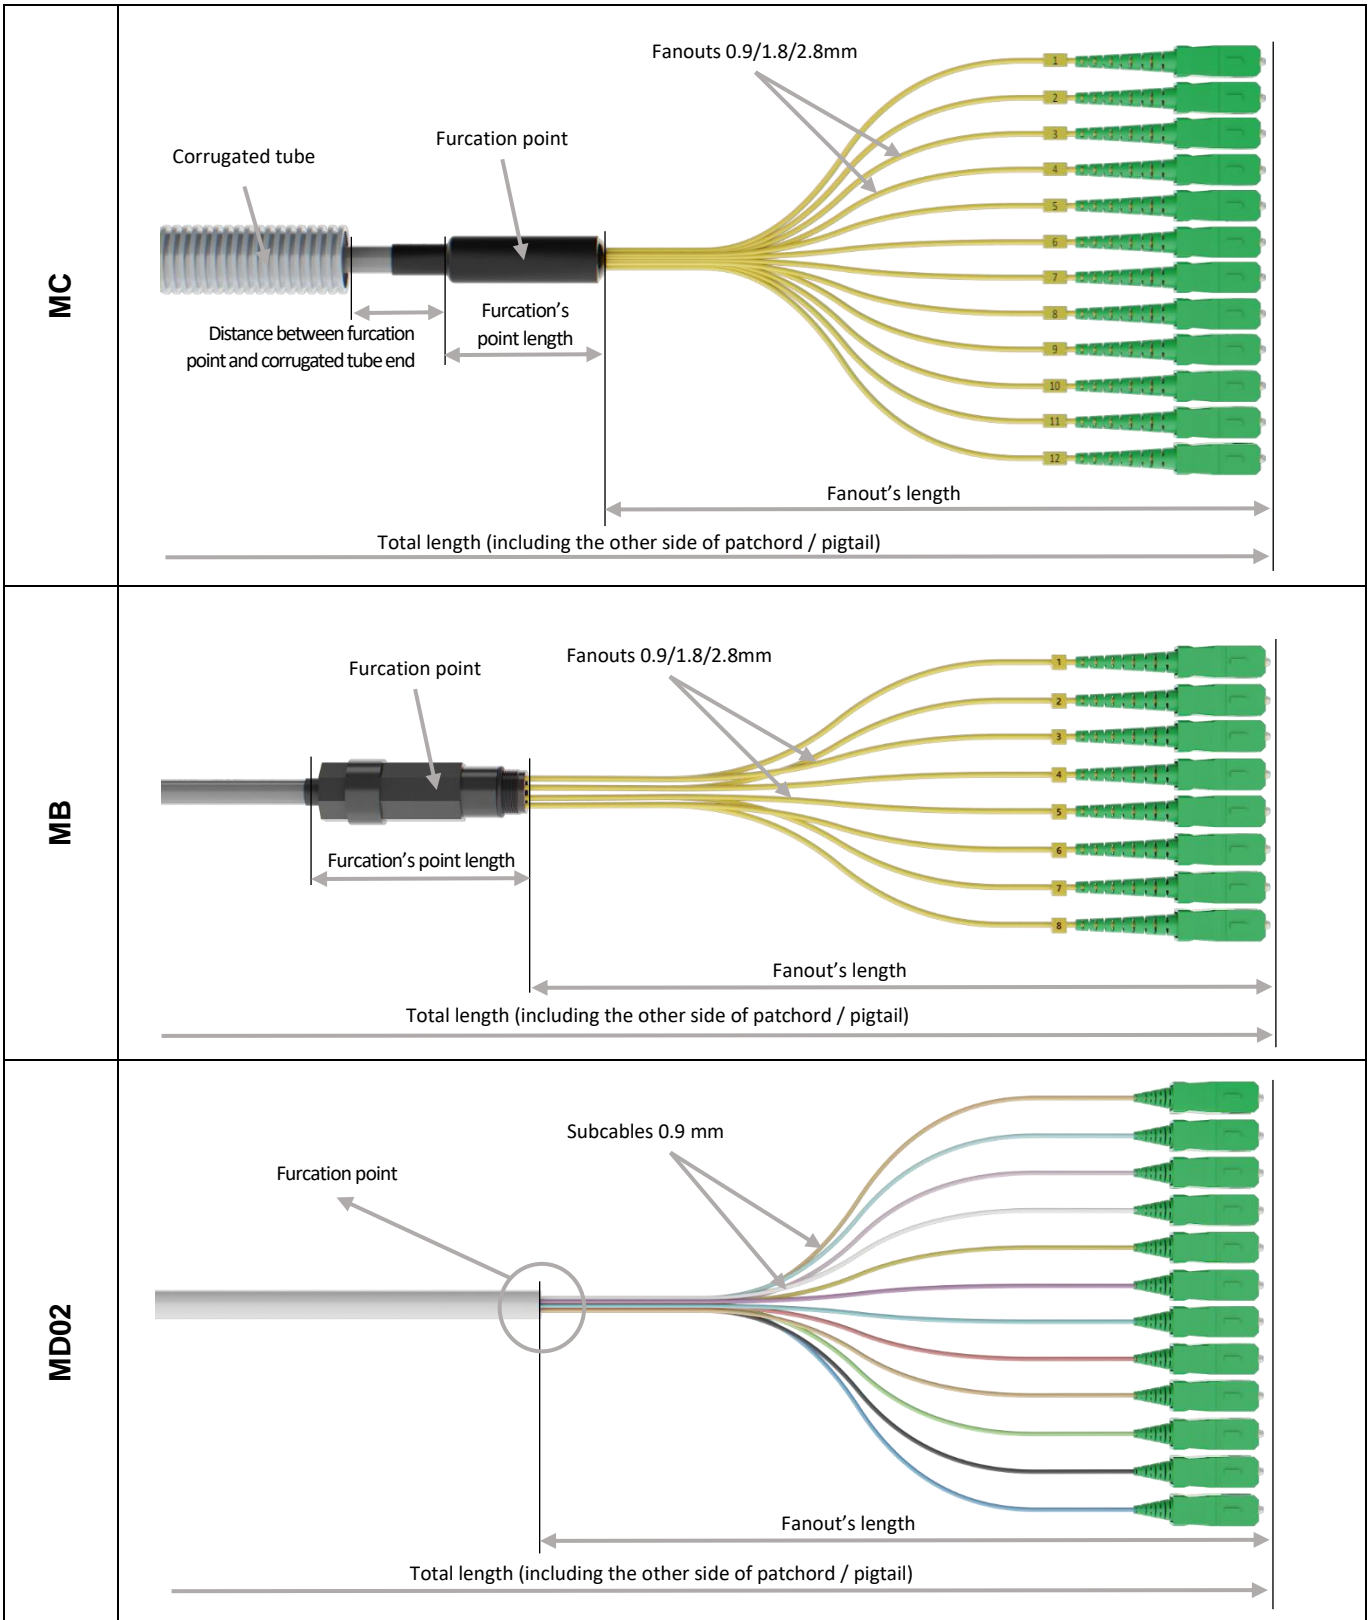 MC
Fanouts 0.9/1.8/2.8mm
Furcation point
Corrugated tube
1
2
3
4
5
6
7
8
9
10
11
12
Distance between furcation
point and corrugated tube end
Furcation's
point length
Fanout's length
Total length (including the other side of patchord / pigtail)
MB
Fanouts 0.9/1.8/2.8mm
Furcation point
1
2
3
4
5
6
7
8
Furcation's point length
Fanout's length
Total length (including the other side of patchord / pigtail)
MD02
Subcables 0.9 mm
Furcation point
Fanout's length
Total length (including the other side of patchord / pigtail)